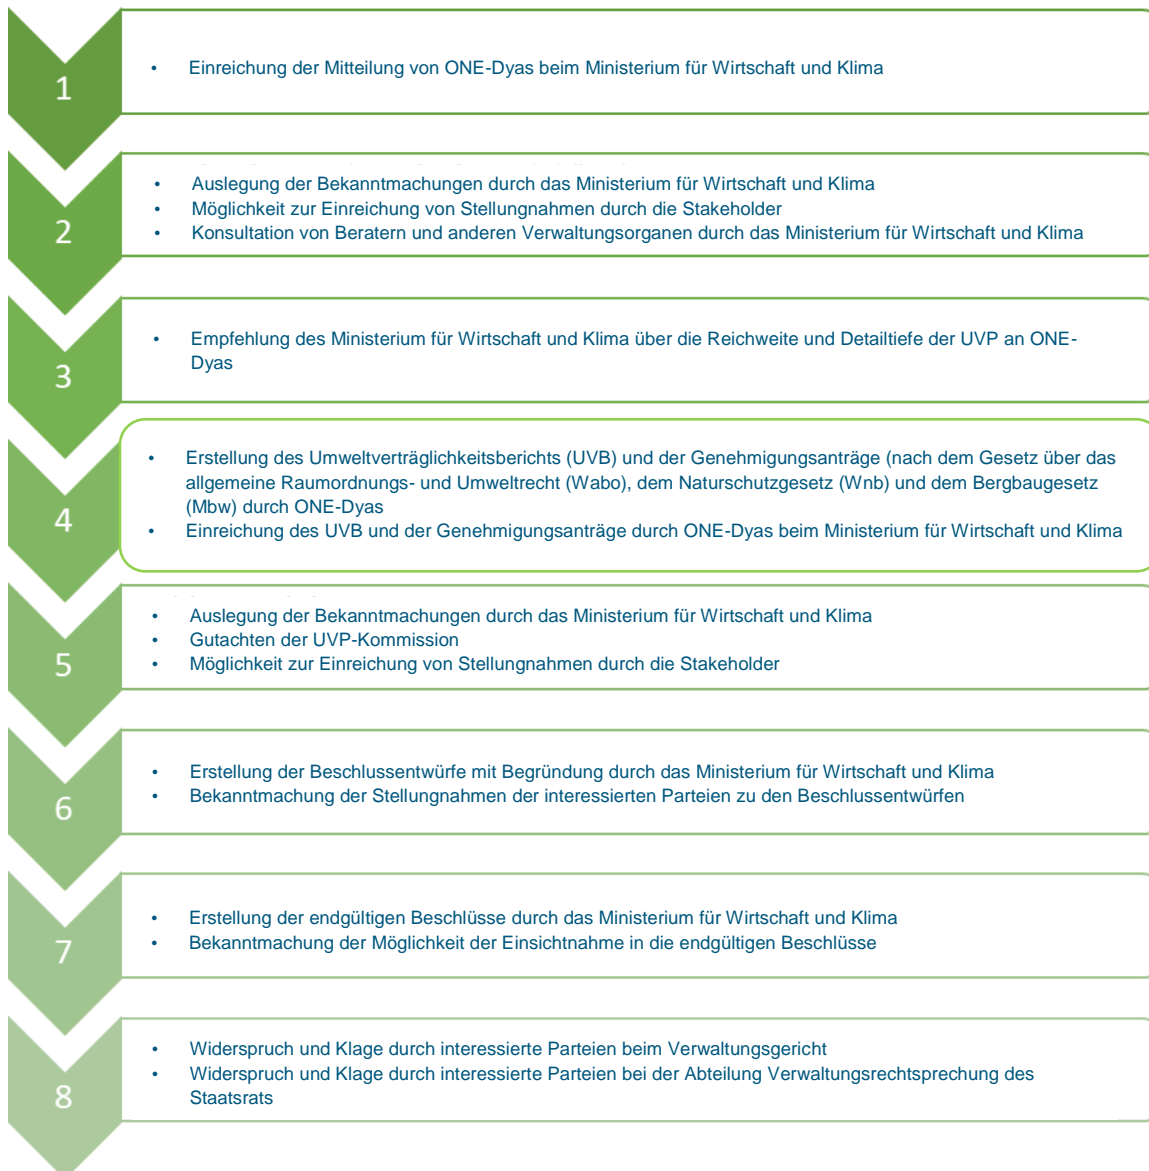 1
• Einreichung der Mitteilung von ONE-Dyas beim Ministerium für Wirtschaft und Klima
2
• Auslegung der Bekanntmachungen durch das Ministerium für Wirtschaft und Klima
• Möglichkeit zur Einreichung von Stellungnahmen durch die Stakeholder
• Konsultation von Beratern und anderen Verwaltungsorganen durch das Ministerium für Wirtschaft und Klima
3
• Empfehlung des Ministerium für Wirtschaft und Klima über die Reichweite und Detailtiefe der UVP an ONE-
Dyas
4
• Erstellung des Umweltverträglichkeitsberichts (UVB) und der Genehmigungsanträge (nach dem Gesetz über das
allgemeine Raumordnungs- und Umweltrecht (Wabo), dem Naturschutzgesetz (Wnb) und dem Bergbaugesetz
(Mbw) durch ONE-Dyas
• Einreichung des UVB und der Genehmigungsanträge durch ONE-Dyas beim Ministerium für Wirtschaft und Klima
5
• Auslegung der Bekanntmachungen durch das Ministerium für Wirtschaft und Klima
• Gutachten der UVP-Kommission
• Möglichkeit zur Einreichung von Stellungnahmen durch die Stakeholder
6
• Erstellung der Beschlussentwürfe mit Begründung durch das Ministerium für Wirtschaft und Klima
• Bekanntmachung der Stellungnahmen der interessierten Parteien zu den Beschlussentwürfen
7
• Erstellung der endgültigen Beschlüsse durch das Ministerium für Wirtschaft und Klima
• Bekanntmachung der Möglichkeit der Einsichtnahme in die endgültigen Beschlüsse
8
• Widerspruch und Klage durch interessierte Parteien beim Verwaltungsgericht
• Widerspruch und Klage durch interessierte Parteien bei der Abteilung Verwaltungsrechtsprechung des
Staatsrats